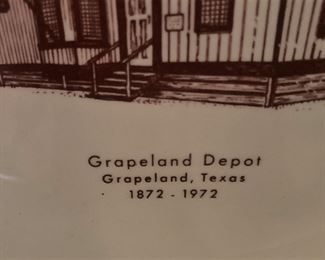 Grapeland Depot
Grapeland, Texas
1872 - 1972